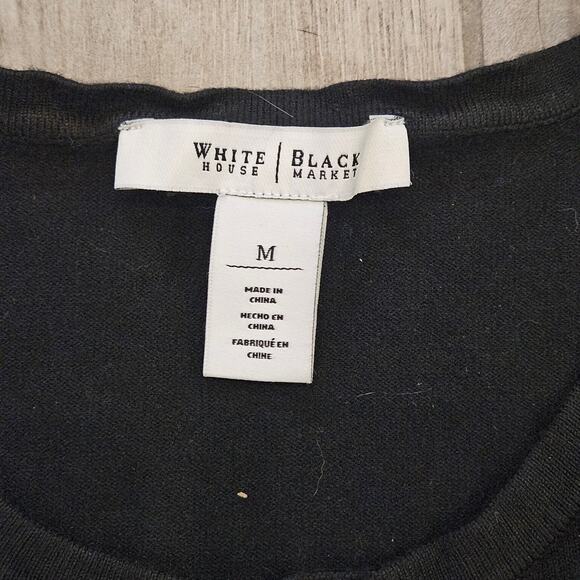 WHITE | BLACK
HOUSE | MARKET
M
MADE IN
CHINA
HECHO EN
CHINA
FABRIQUÉ EN
CHINE